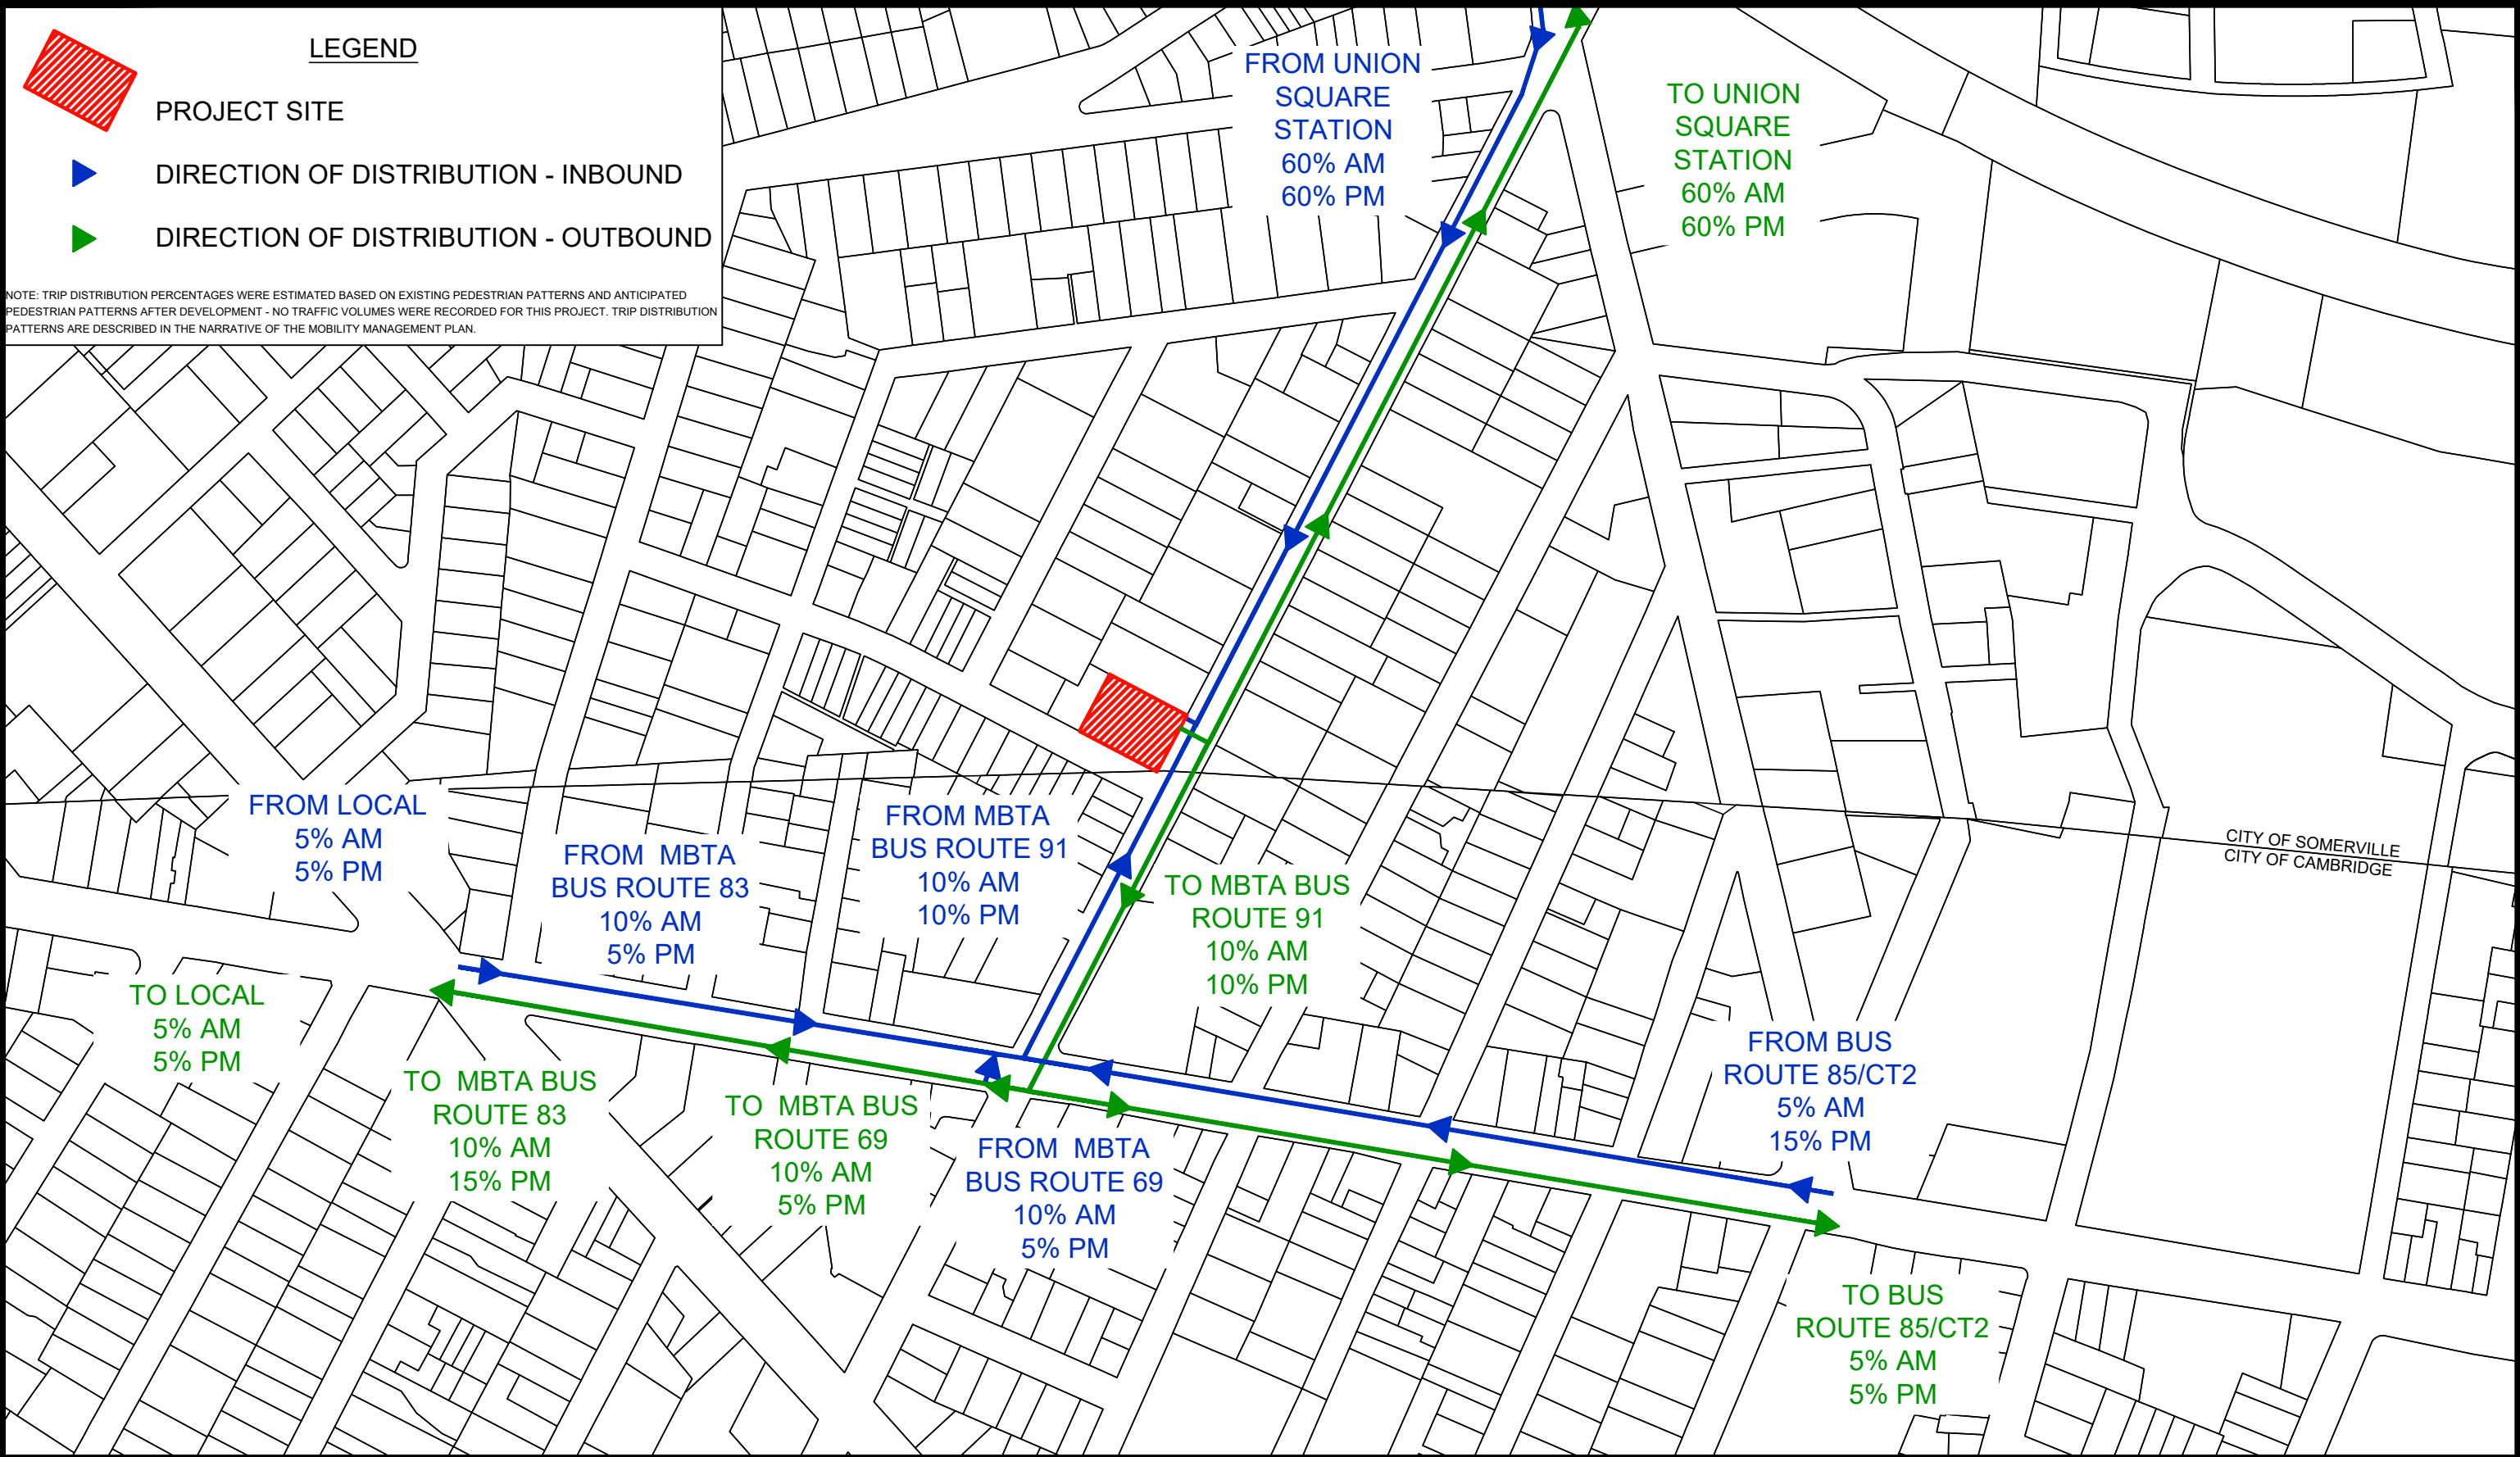 LEGEND
PROJECT SITE
DIRECTION OF DISTRIBUTION - INBOUND
DIRECTION OF DISTRIBUTION - OUTBOUND
NOTE: TRIP DISTRIBUTION PERCENTAGES WERE ESTIMATED BASED ON EXISTING PEDESTRIAN PATTERNS AND ANTICIPATED
PEDESTRIAN PATTERNS AFTER DEVELOPMENT - NO TRAFFIC VOLUMES WERE RECORDED FOR THIS PROJECT. TRIP DISTRIBUTION
PATTERNS ARE DESCRIBED IN THE NARRATIVE OF THE MOBILITY MANAGEMENT PLAN.
FROM UNION
SQUARE
STATION
60% AM
60% PM
TO UNION
SQUARE
STATION
60% AM
60% PM
FROM LOCAL
5% AM
5% PM
FROM MBTA
BUS ROUTE 83
10% AM
5% PM
FROM MBTA
BUS ROUTE 91
10% AM
10% PM
TO MBTA BUS
ROUTE 91
10% AM
10% PM
CITY OF SOMERVILLE
CITY OF CAMBRIDGE
TO LOCAL
5% AM
5% PM
TO MBTA BUS
ROUTE 83
10% AM
15% PM
TO MBTA BUS
ROUTE 69
10% AM
5% PM
FROM MBTA
BUS ROUTE 69
10% AM
5% PM
FROM BUS
ROUTE 85/CT2
5% AM
15% PM
TO BUS
ROUTE 85/CT2
5% AM
5% PM